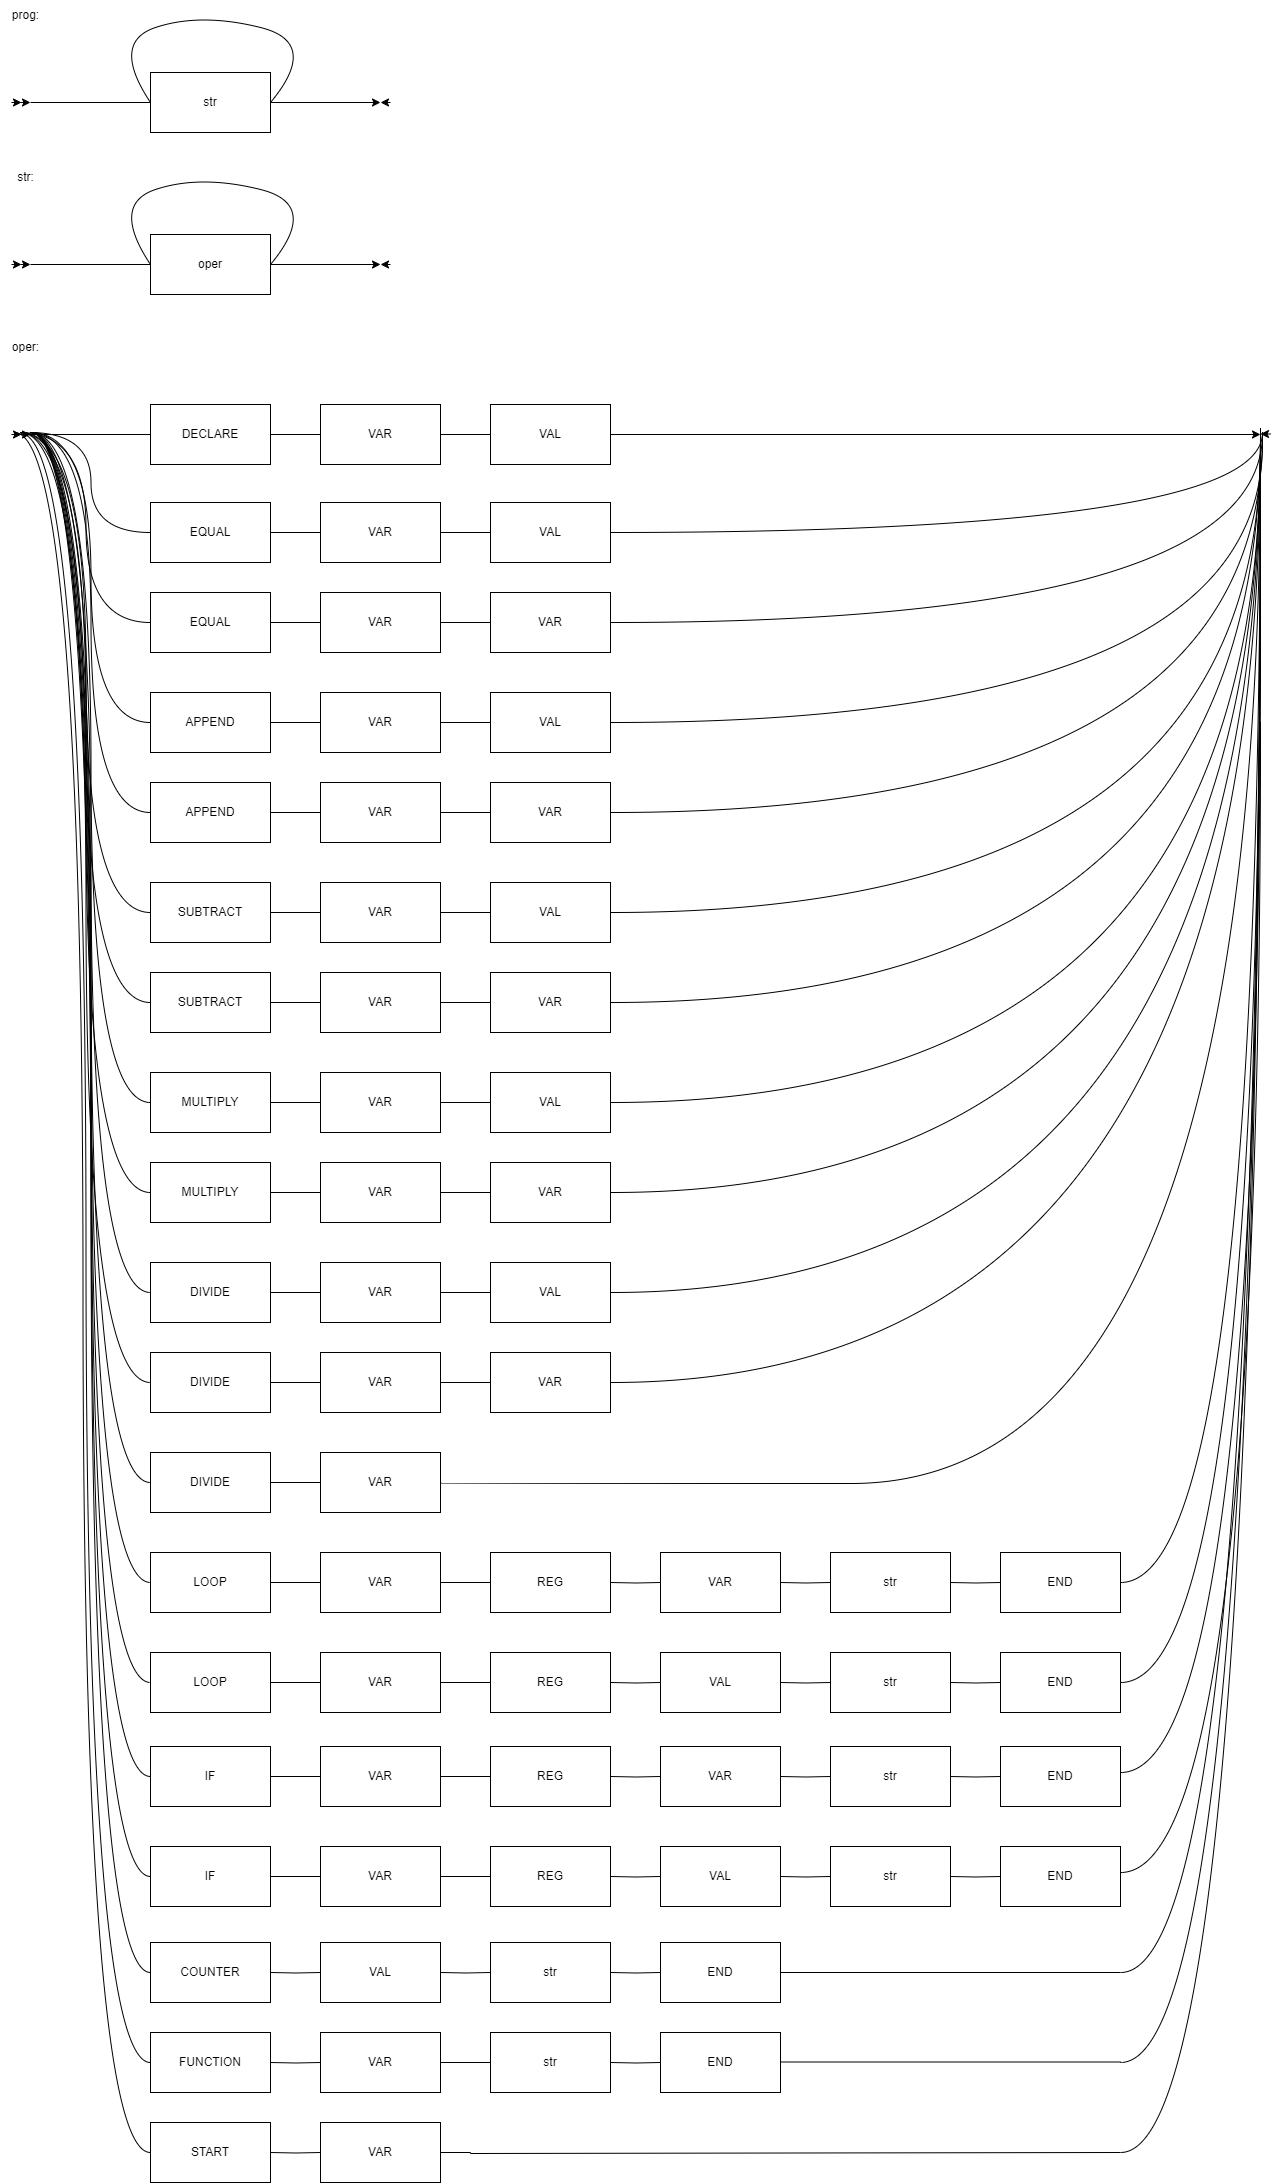 prog:
str
str:
oper
oper:
DECLARE VAR VAL
EQUAL VAR VAL
EQUAL VAR VAR
APPEND VAR VAL
APPEND VAR VAR
SUBTRACT VAR VAL
SUBTRACT VAR VAR
MULTIPLY VAR VAL
MULTIPLY VAR VAR
DIVIDE VAR VAL
DIVIDE VAR VAR
DIVIDE VAR
LOOP VAR REG VAR str END
LOOP VAR REG VAL str END
IF VAR REG VAR str END
IF VAR REG VAL str END
COUNTER VAL str END
FUNCTION VAR str END
START VAR